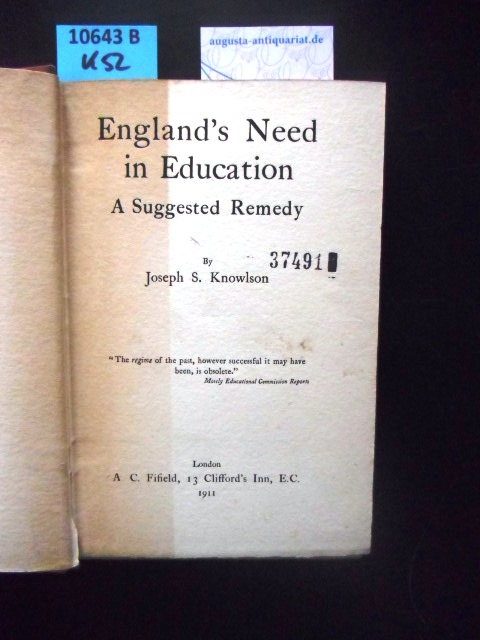 10643 B
K52
augusta-antiquariat.de
England's Need
in Education
A Suggested Remedy
By
37491
Joseph S. Knowlson
"The regime of the past, however successful it may have
been, is obsolete."
Mosely Educational Commission Reports
London
A C. Fifield, 13 Clifford's Inn, E.C.
1911